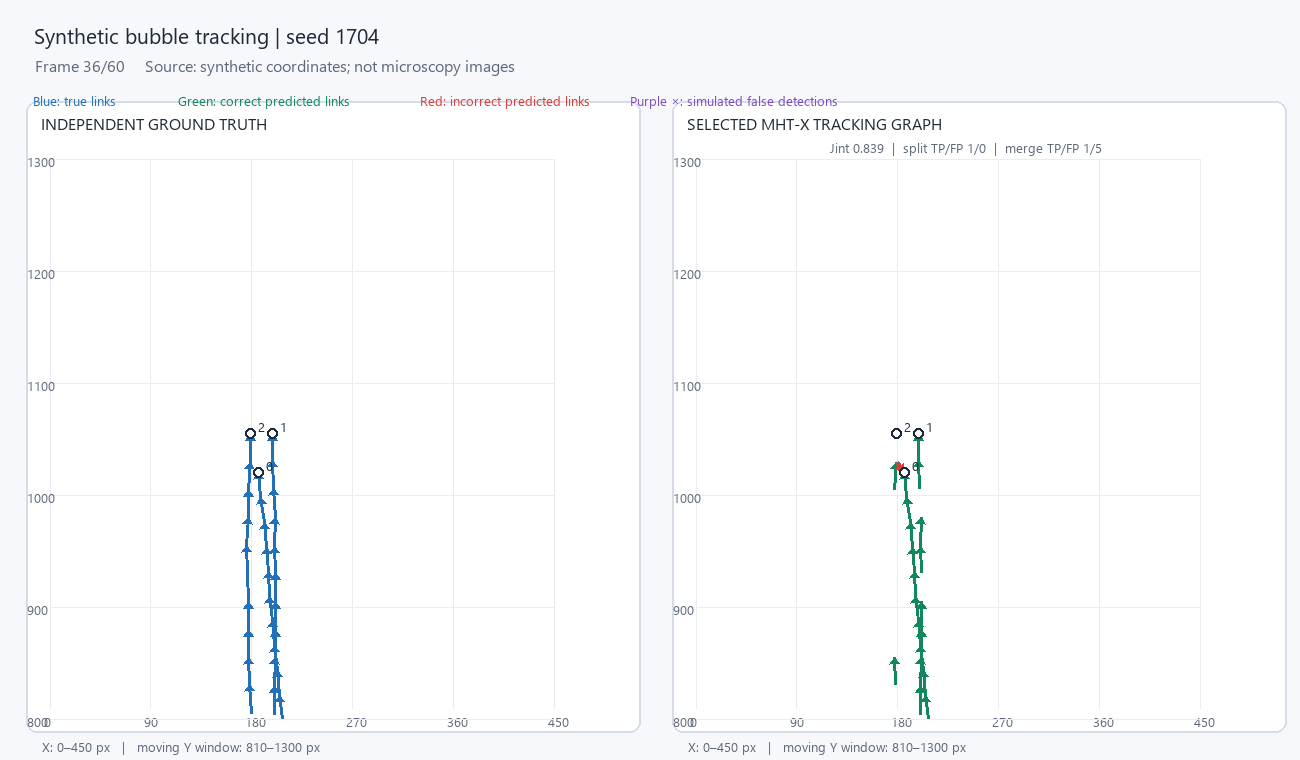 Synthetic bubble tracking | seed 1704
Frame 36/60 Source: synthetic coordinates; not microscopy images
Blue: true links Green: correct predicted links Red: incorrect predicted links Purple ×: simulated false detections
INDEPENDENT GROUND TRUTH
1300
1200
1100
1000
900
800
0 90 180 270 360 450
2
1
6
X: 0–450 px | moving Y window: 810–1300 px
SELECTED MHT-X TRACKING GRAPH
Jint 0.839 | split TP/FP 1/0 | merge TP/FP 1/5
1300
1200
1100
1000
900
800
0 90 180 270 360 450
2
1
6
X: 0–450 px | moving Y window: 810–1300 px